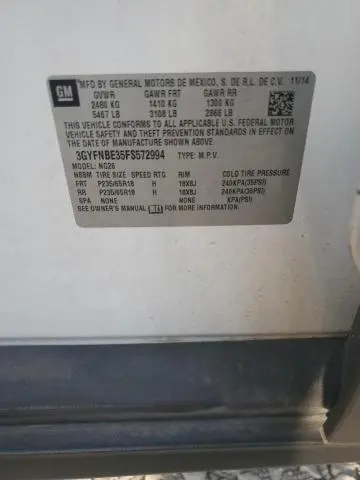 GM
MFD BY GENERAL MOTORS DE MEXICO, S. DE R.L. DE C.V. 11/14
GVWR GAWR FRT GAWR RR
2480 KG 1410 KG 1300 KG
5467 LB 3108 LB 2866 LB
THIS VEHICLE CONFORMS TO ALL APPLICABLE U.S. FEDERAL MOTOR
VEHICLE SAFETY AND THEFT PREVENTION STANDARDS IN EFFECT ON
THE DATE OF MANUFACTURE SHOWN ABOVE.
3GYFNBE35FS572994 TYPE: M.P.V.
MODEL: NG26
TIRE SIZE SPEED RTG RIM COLD TIRE PRESSURE
FRT P235/65R18 H 18X8J 240KPA(35PSI)
RR P235/65R18 H 18X8J 240KPA(35PSI)
SPA NONE NONE KPA(PSI)
SEE OWNER'S MANUAL FOR MORE INFORMATION.